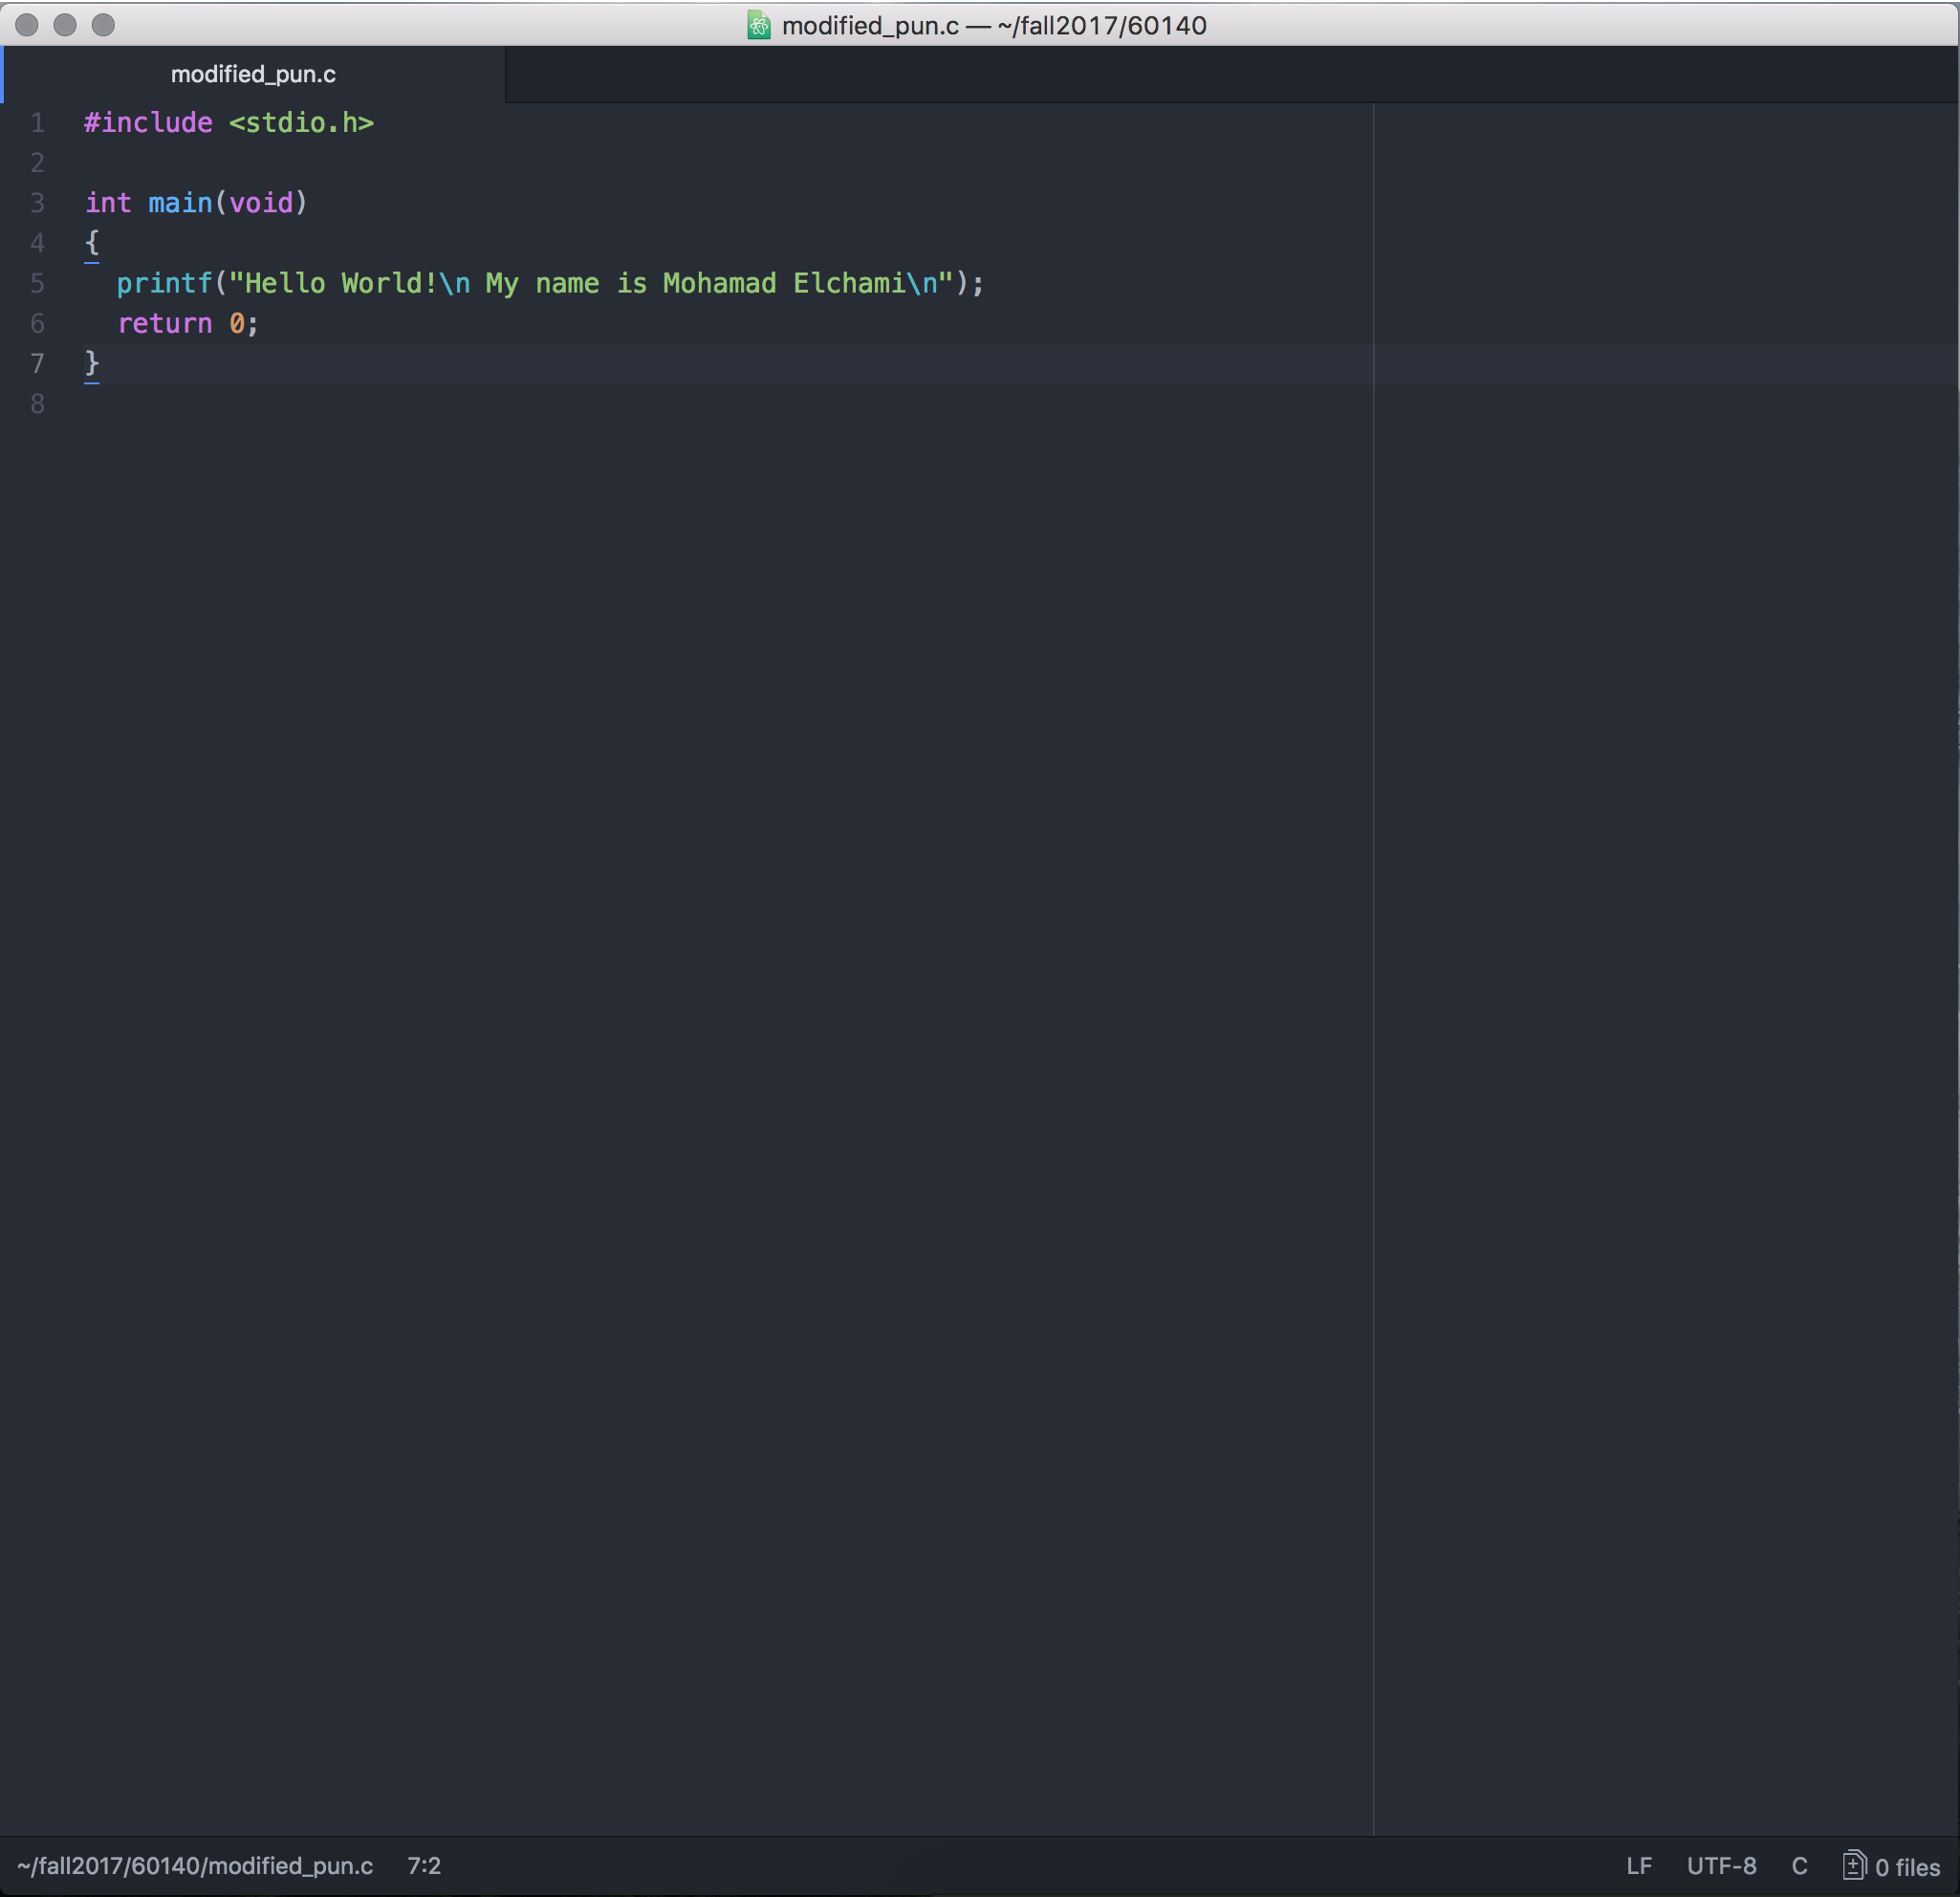 modified_pun.c — ~/fall2017/60140
modified_pun.c
1 #include <stdio.h>
2
3 int main(void)
4 {
5   printf("Hello World!\n My name is Mohamad Elchami\n");
6   return 0;
7 }
8
~/fall2017/60140/modified_pun.c 7:2 LF UTF-8 C 0 files